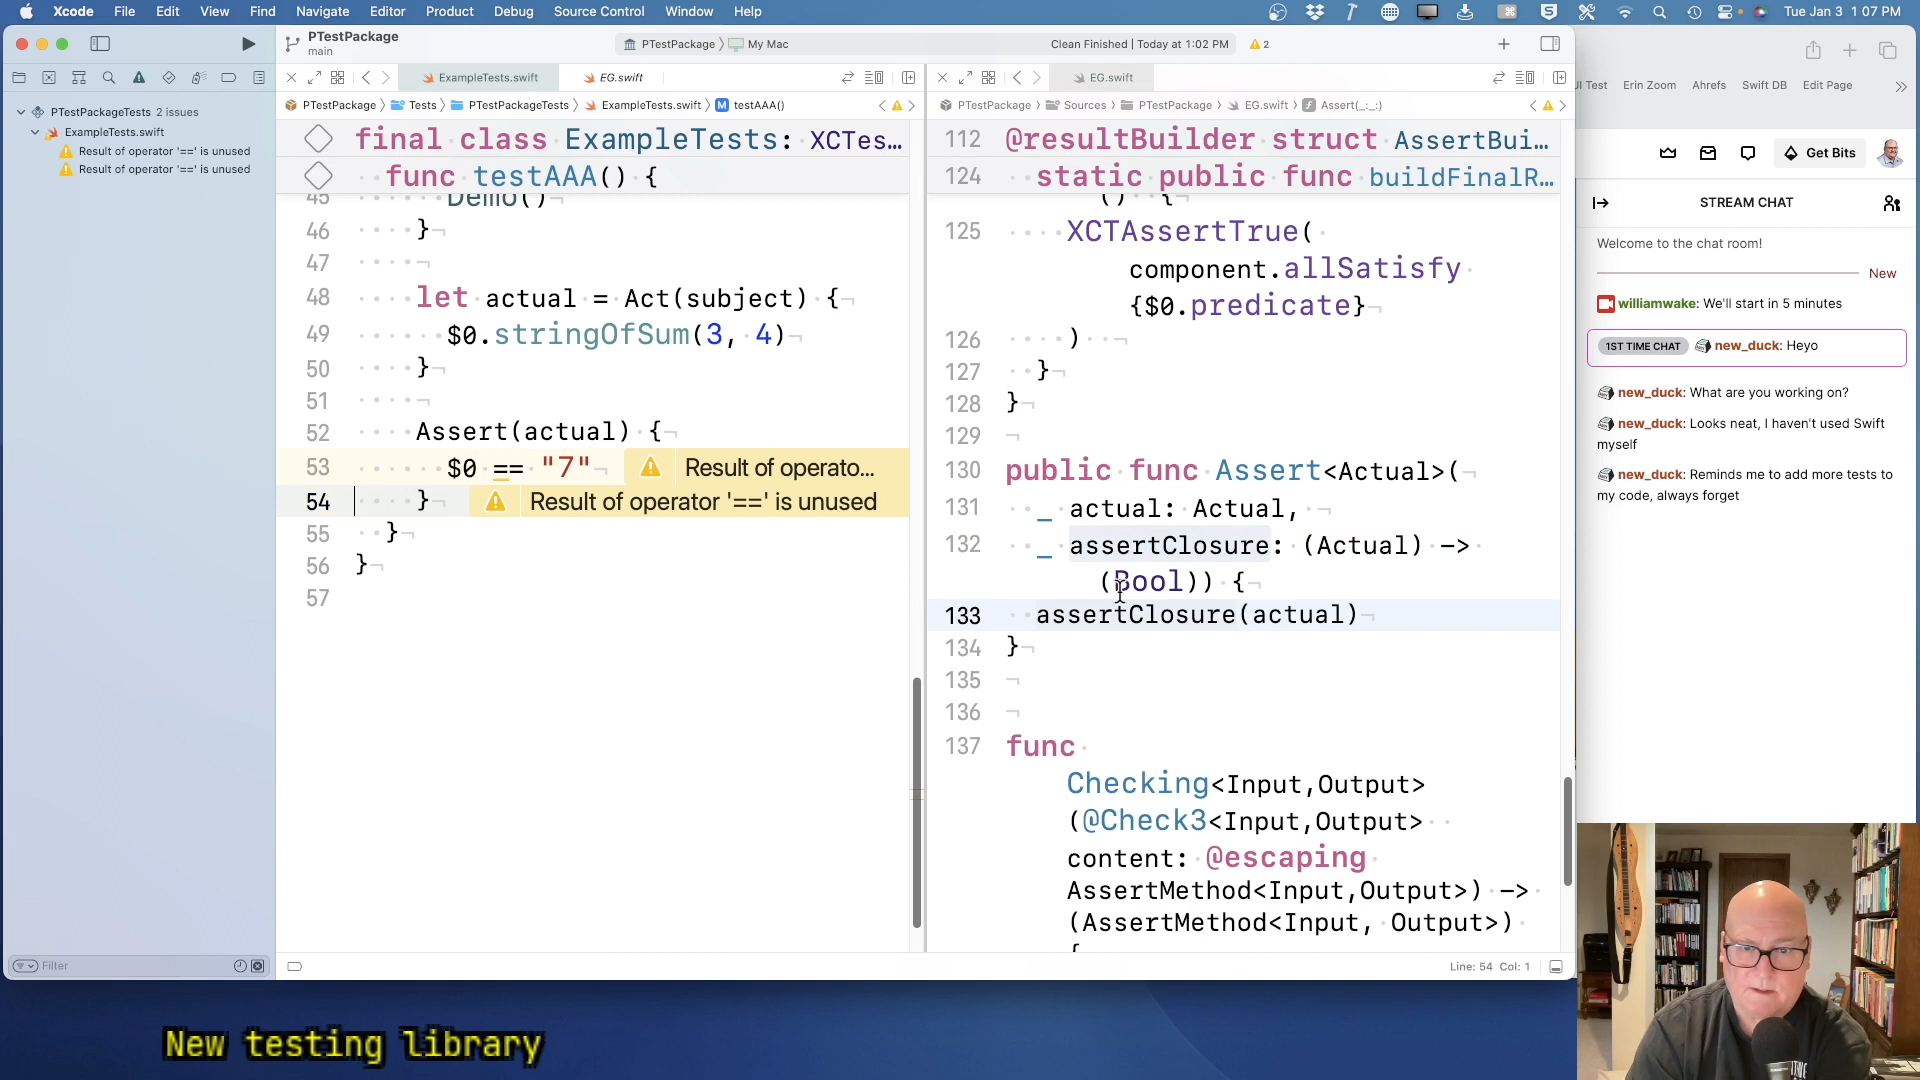 Xcode File Edit View Find Navigate Editor Product Debug Source Control Window Help Tue Jan 3 1 07 PM
PTestPackage
main
PTestPackage My Mac Clean Finished | Today at 1:02 PM 2
ExampleTests.swift EG.swift
EG.swift
UI Test Erin Zoom Ahrefs Swift DB Edit Page
PTestPackage Tests PTestPackageTests ExampleTests.swift M testAAA()
PTestPackage Sources PTestPackage EG.swift Assert(_:_:)
PTestPackageTests 2 issues
ExampleTests.swift
Result of operator '==' is unused
Result of operator '==' is unused
Filter
final class ExampleTests: XCTes...
func testAAA() {
45 Demo()
46 }
47
48 let actual = Act(subject) {
49 $0.stringOfSum(3, 4)
50 }
51
52 Assert(actual) {
53 $0 == "7" Result of operato...
54 } Result of operator '==' is unused
55 }
56 }
57
112 @resultBuilder struct AssertBui...
124 static public func buildFinalR...
() {
125 XCTAssertTrue(
component.allSatisfy
{$0.predicate}
126 )
127 }
128 }
129
130 public func Assert<Actual>(
131 _ actual: Actual,
132 _ assertClosure: (Actual) ->
(Bool)) {
133 assertClosure(actual)
134 }
135
136
137 func
Checking<Input,Output>
(@Check3<Input,Output>
content: @escaping
AssertMethod<Input,Output>) ->
(AssertMethod<Input, Output>)
{
Line: 54 Col: 1
Get Bits
STREAM CHAT
Welcome to the chat room!
New
williamwake: We'll start in 5 minutes
1ST TIME CHAT new_duck: Heyo
new_duck: What are you working on?
new_duck: Looks neat, I haven't used Swift
myself
new_duck: Reminds me to add more tests to
my code, always forget
New testing library